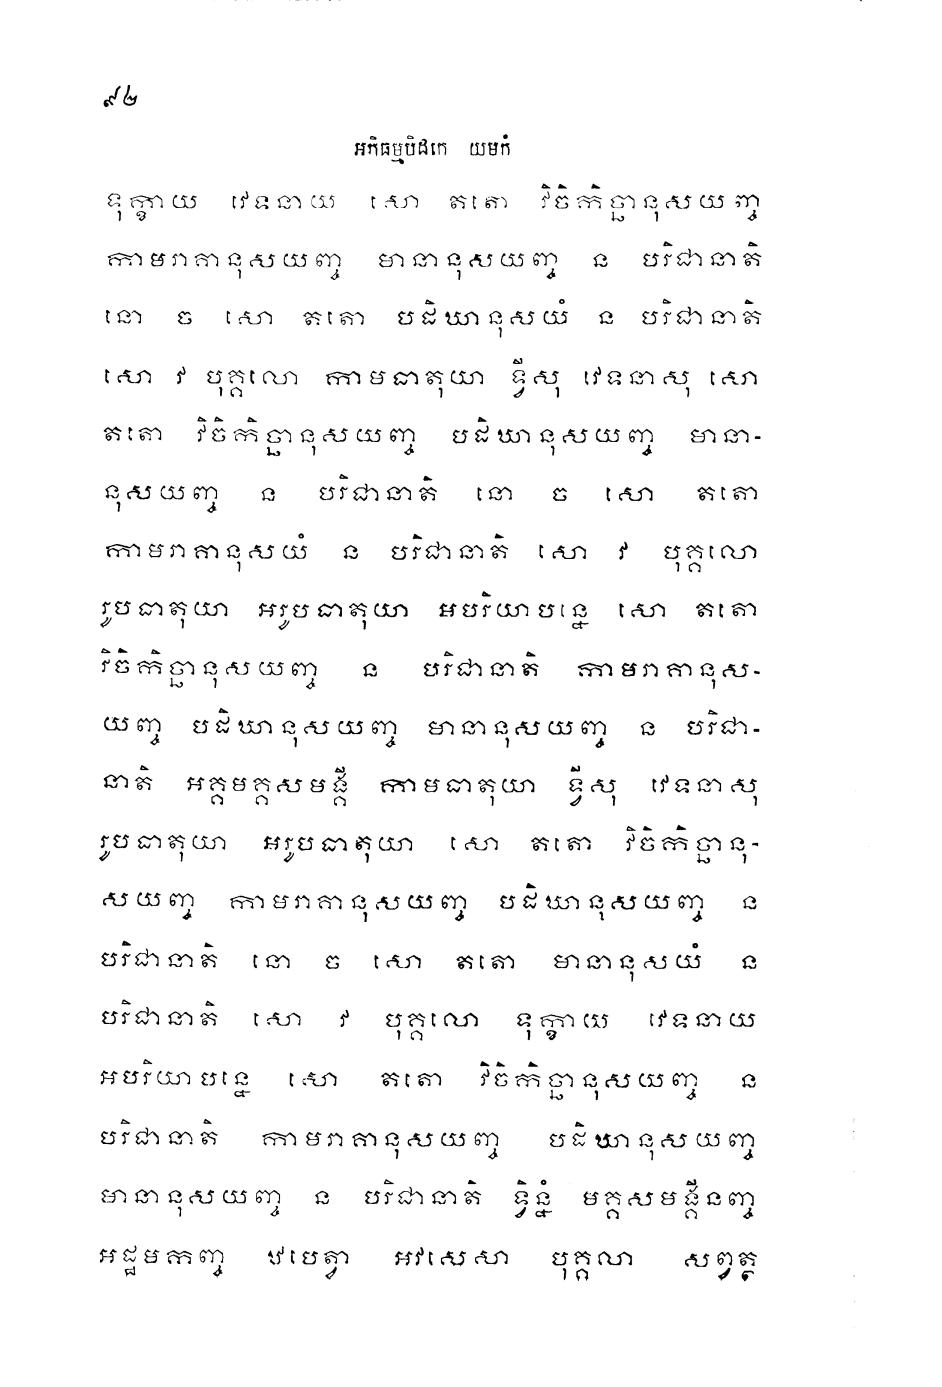 ៩៤
អភិធម្មបិដកេ យមកំ
ទុក្ខាយ វេទនាយ សោ តតោ វិចិកិច្ឆានុសយញ្ច
កាមរាគានុសយញ្ច មានានុសយញ្ច ន បរិជានាតិ
នោ ច សោ តតោ បដិឃានុសយំ ន បរិជានាតិ
សោ វ បុគ្គលោ កាមធាតុយា ទ្វីសុ វេទនាសុ សោ
តតោ វិចិកិច្ឆានុសយញ្ច បដិឃានុសយញ្ច មានា-
នុសយញ្ច ន បរិជានាតិ នោ ច សោ តតោ
កាមរាគានុសយំ ន បរិជានាតិ សោ វ បុគ្គលោ
រូបធាតុយា អរូបធាតុយា អបរិយាបន្នេ សោ តតោ
វិចិកិច្ឆានុសយញ្ច ន បរិជានាតិ កាមរាគានុស-
យញ្ច បដិឃានុសយញ្ច មានានុសយញ្ច ន បរិជា-
នាតិ អគ្គមគ្គសមង្គី កាមធាតុយា ទ្វីសុ វេទនាសុ
រូបធាតុយា អរូបធាតុយា សោ តតោ វិចិកិច្ឆានុ-
សយញ្ច កាមរាគានុសយញ្ច បដិឃានុសយញ្ច ន
បរិជានាតិ នោ ច សោ តតោ មានានុសយំ ន
បរិជានាតិ សោ វ បុគ្គលោ ទុក្ខាយ វេទនាយ
អបរិយាបន្នេ សោ តតោ វិចិកិច្ឆានុសយញ្ច ន
បរិជានាតិ កាមរាគានុសយញ្ច បដិឃានុសយញ្ច
មានានុសយញ្ច ន បរិជានាតិ ទ្វិន្នំ មគ្គសមង្គីនញ្ច
អដ្ឋមកញ្ច ឋបេត្វា អវសេសា បុគ្គលា សព្វត្ថ